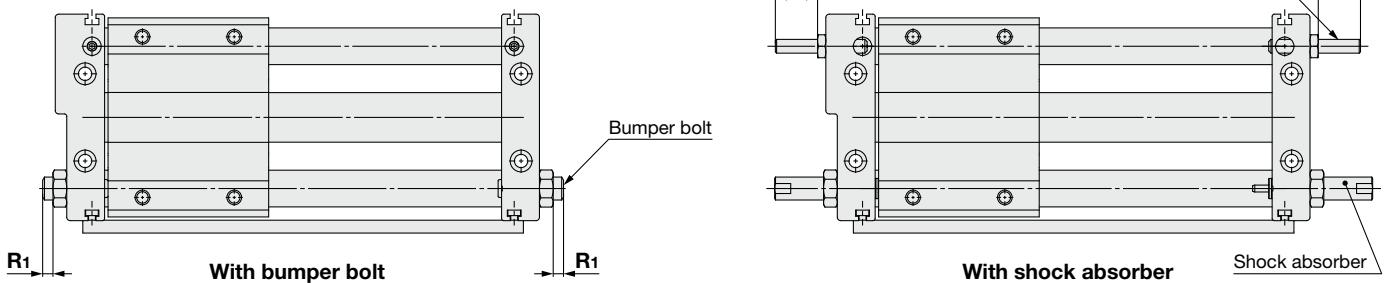 Bumper bolt
R1
With bumper bolt
R1
With shock absorber
Shock absorber